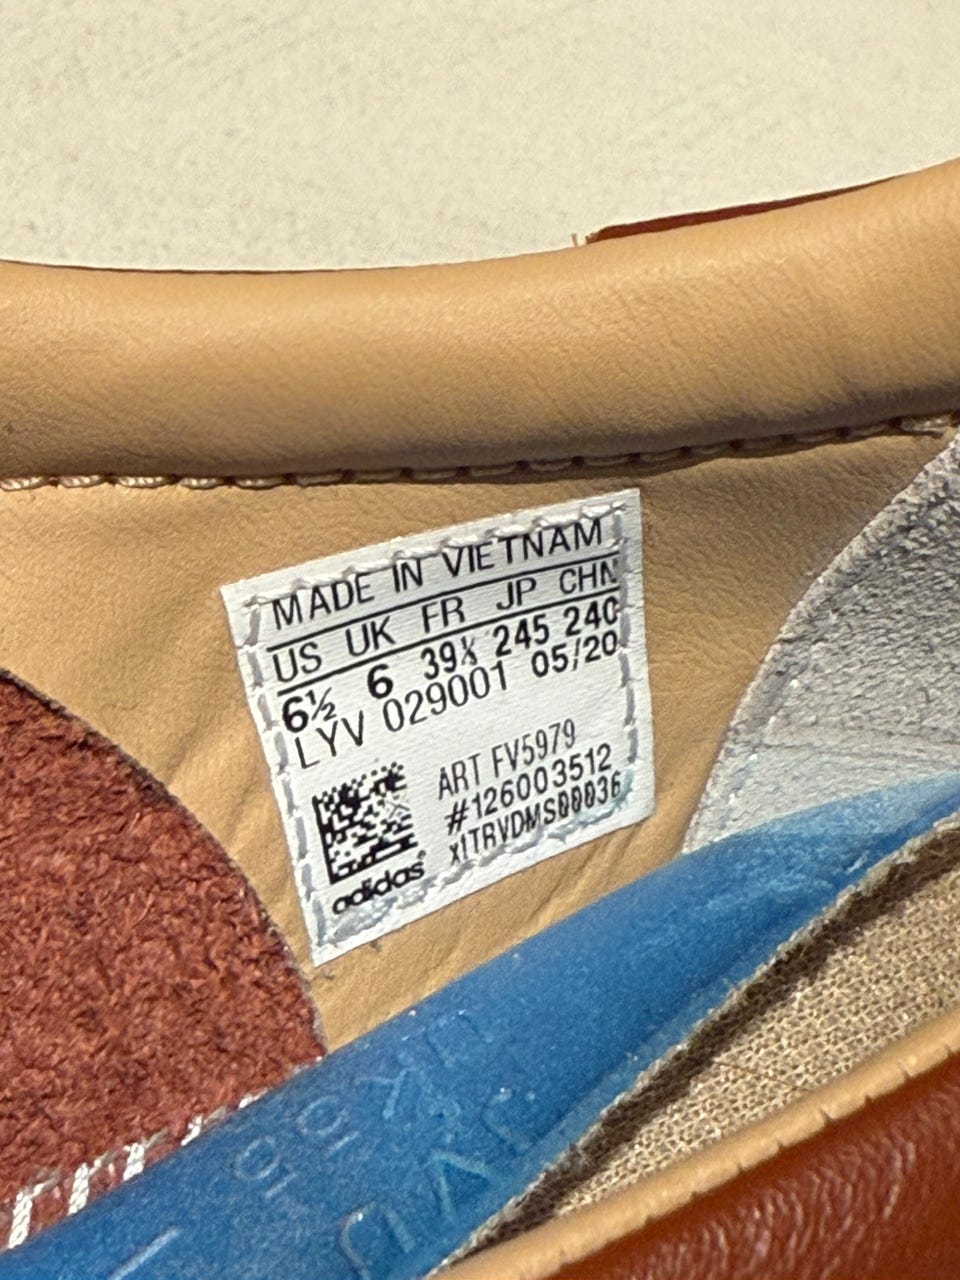 MADE IN VIETNAM
US UK FR JP CHN
6½ 6 39⅓ 245 240
LYV 029001 05/20
ART FV5979
#126003512
X1TRVDMS00036
adidas